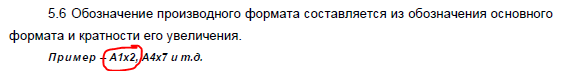 5.6 Обозначение производного формата составляется из обозначения основного
формата и кратности его увеличения.
Пример – А1х2, А4х7 и т.д.